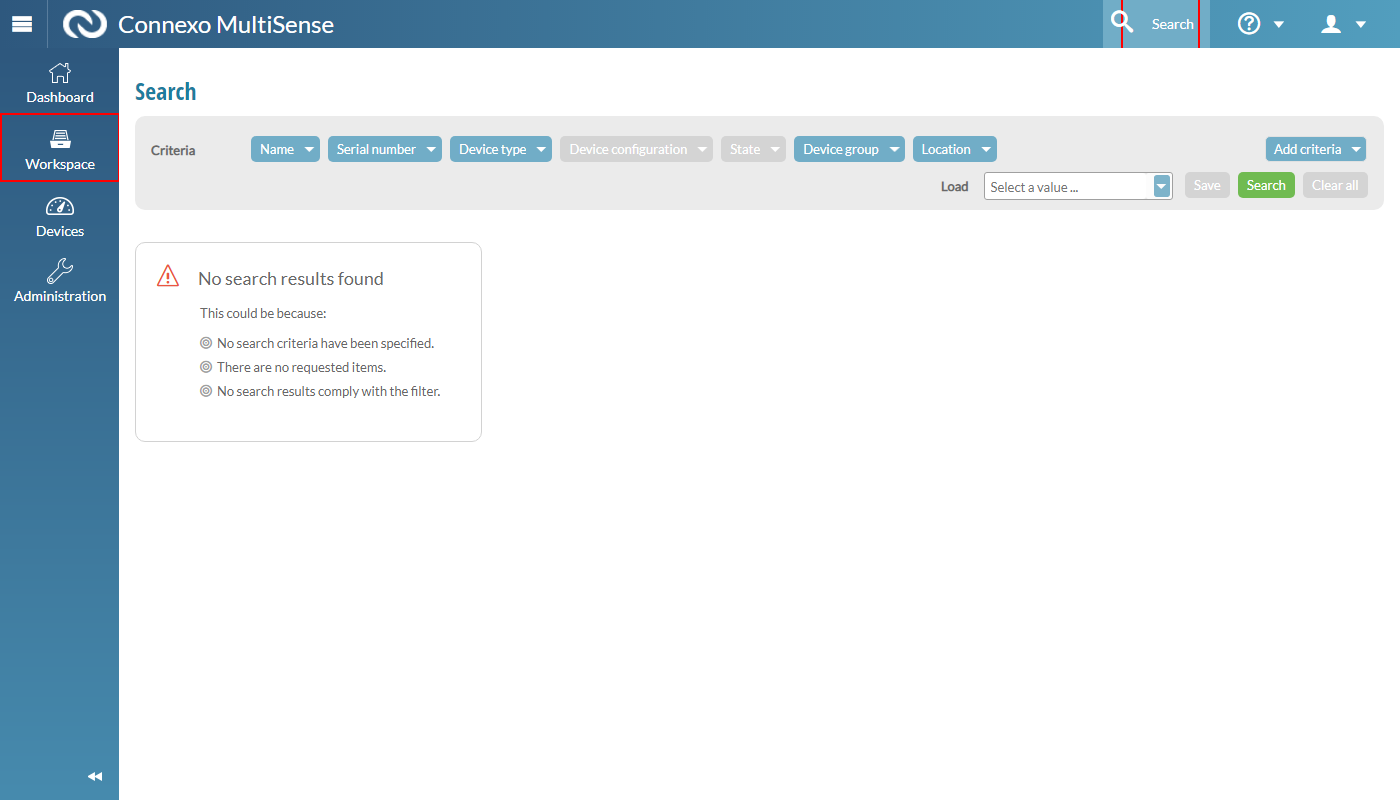 Connexo MultiSense
Search
Dashboard
Workspace
Devices
Administration
Search
Criteria
Name
Serial number
Device type
Device configuration
State
Device group
Location
Add criteria
Load
Select a value ...
Save
Search
Clear all
No search results found
This could be because:
No search criteria have been specified.
There are no requested items.
No search results comply with the filter.